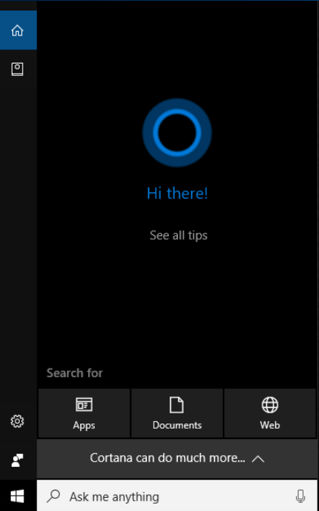 Hi there!
See all tips
Search for
Apps
Documents
Web
Cortana can do much more...
Ask me anything